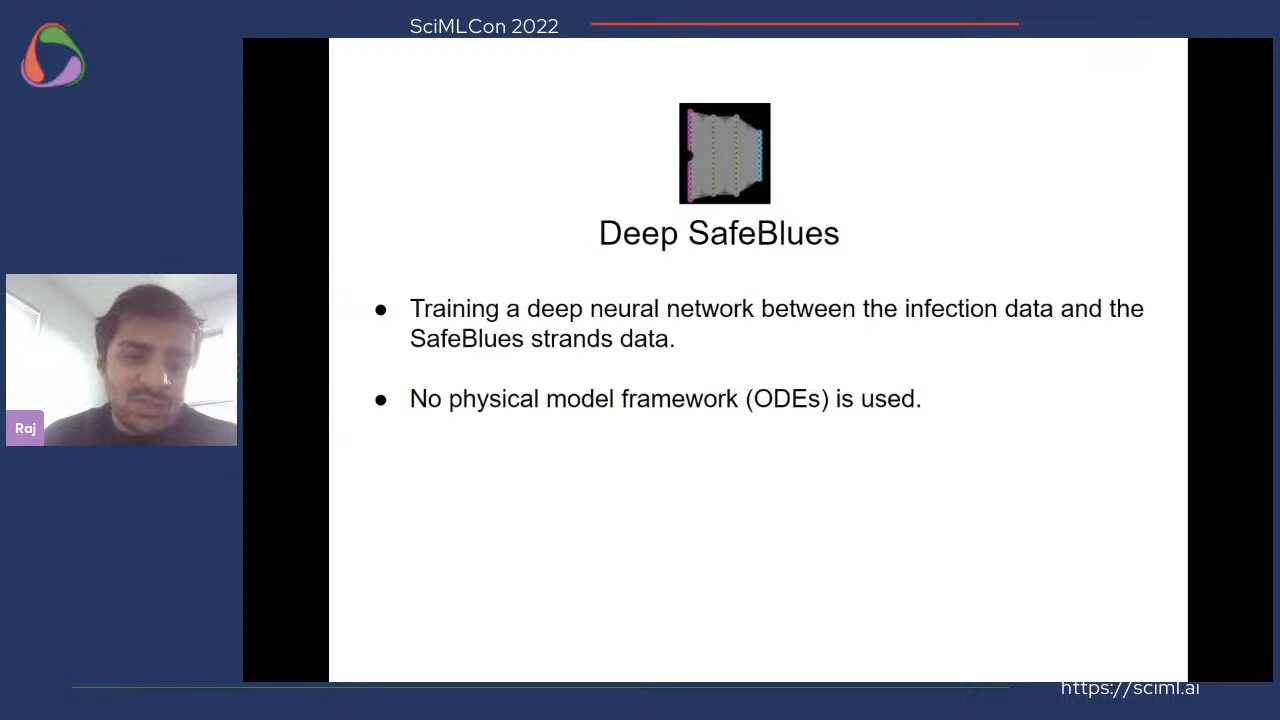 SciMLCon 2022
Deep SafeBlues
● Training a deep neural network between the infection data and the
SafeBlues strands data.
● No physical model framework (ODEs) is used.
Raj
https://sciml.ai